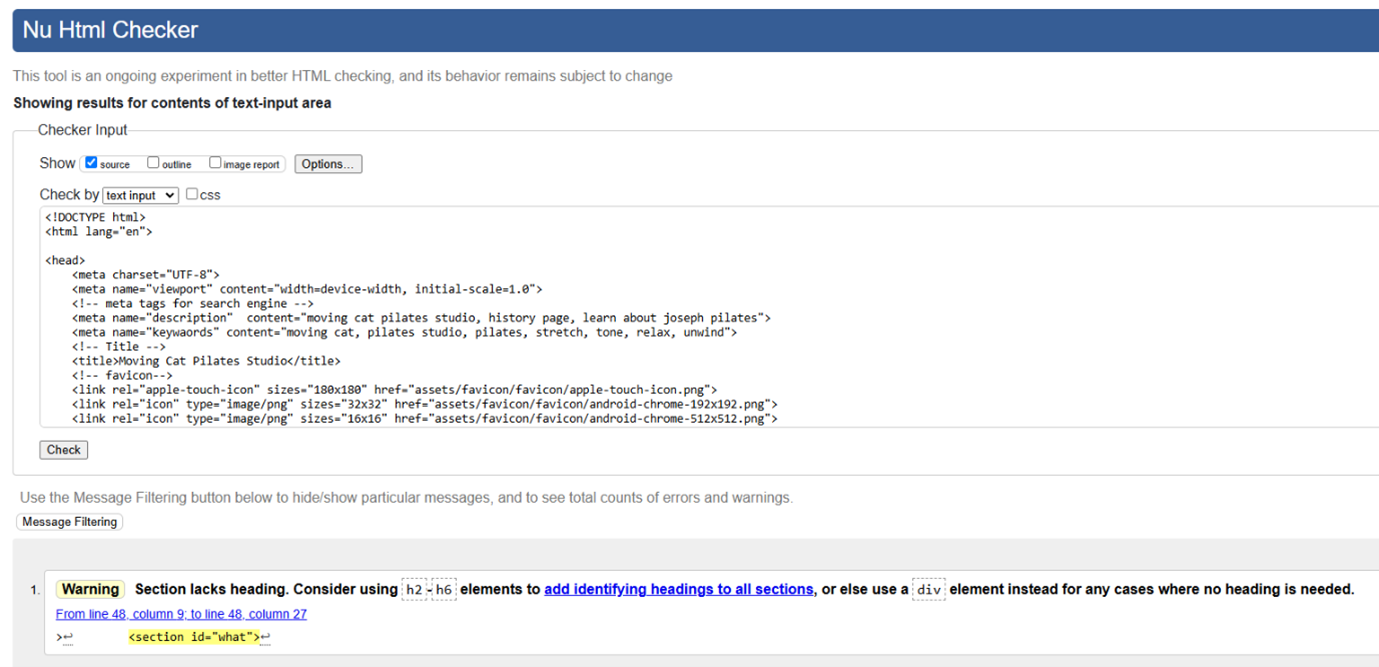 Nu Html Checker
This tool is an ongoing experiment in better HTML checking, and its behavior remains subject to change
Showing results for contents of text-input area
Checker Input
Show source outline image report Options...
Check by text input css
<!DOCTYPE html>
<html lang="en">
<head>
<meta charset="UTF-8">
<meta name="viewport" content="width=device-width, initial-scale=1.0">
<!-- meta tags for search engine -->
<meta name="description"  content="moving cat pilates studio, history page, learn about joseph pilates">
<meta name="keywaords" content="moving cat, pilates studio, pilates, stretch, tone, relax, unwind">
<!-- Title -->
<title>Moving Cat Pilates Studio</title>
<!-- favicon-->
<link rel="apple-touch-icon" sizes="180x180" href="assets/favicon/favicon/apple-touch-icon.png">
<link rel="icon" type="image/png" sizes="32x32" href="assets/favicon/favicon/android-chrome-192x192.png">
<link rel="icon" type="image/png" sizes="16x16" href="assets/favicon/favicon/android-chrome-512x512.png">
Check
Use the Message Filtering button below to hide/show particular messages, and to see total counts of errors and warnings.
Message Filtering
1. Warning Section lacks heading. Consider using h2-h6 elements to add identifying headings to all sections, or else use a div element instead for any cases where no heading is needed.
From line 48, column 9; to line 48, column 27
>↩ <section id="what">↩